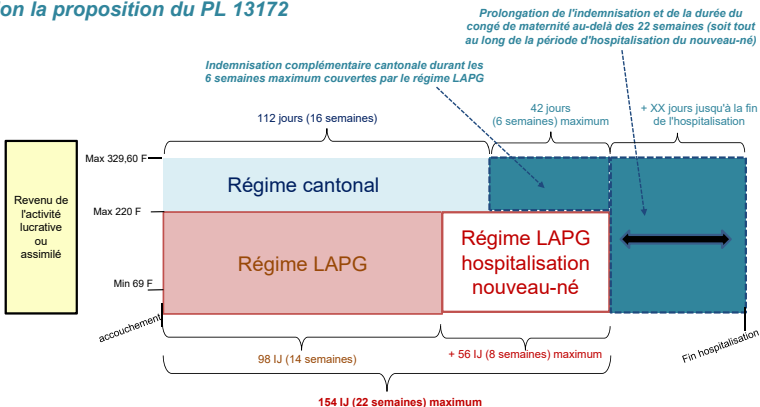 on la proposition du PL 13172
Prolongation de l'indemnisation et de la durée du
congé de maternité au-delà des 22 semaines (soit tout
au long de la période d'hospitalisation du nouveau-né)
Indemnisation complémentaire cantonale durant les
6 semaines maximum couvertes par le régime LAPG
112 jours (16 semaines)
42 jours
(6 semaines) maximum
+ XX jours jusqu'à la fin
de l'hospitalisation
Max 329,60 F
Régime cantonal
Revenu de
l'activité
lucrative
ou
assimilé
Max 220 F
Régime LAPG
Régime LAPG
hospitalisation
nouveau-né
Min 69 F
accouchement
Fin hospitalisation
98 IJ (14 semaines)
+ 56 IJ (8 semaines) maximum
154 IJ (22 semaines) maximum